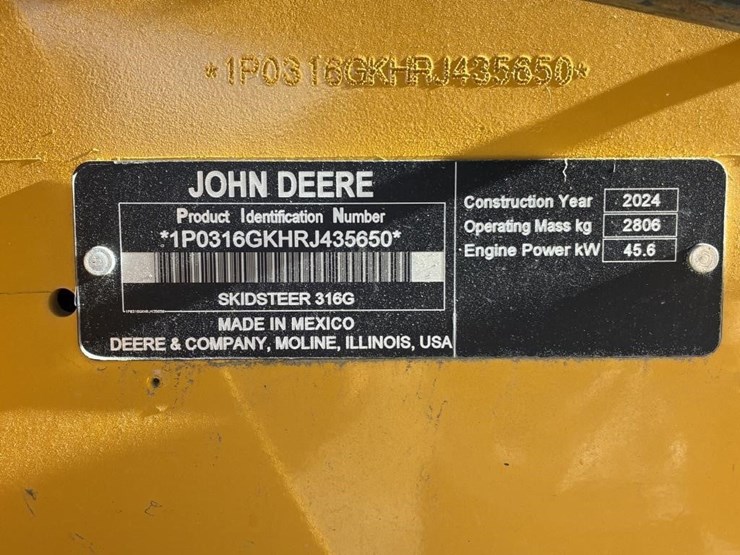 *1P0316GKHRJ435650*
JOHN DEERE
Product Identification Number
*1P0316GKHRJ435650*
SKIDSTEER 316G
MADE IN MEXICO
DEERE & COMPANY, MOLINE, ILLINOIS, USA
Construction Year 2024
Operating Mass kg 2806
Engine Power kW 45.6